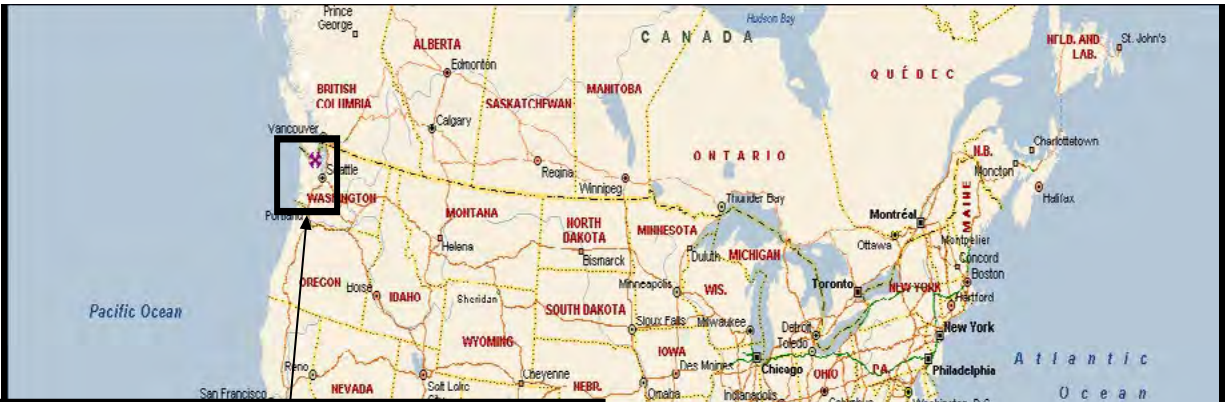 Prince
George
Hudson Bay
CANADA
ALBERTA
Edmonton
NFLD. AND
LAB.
St. John's
QUÉDEC
BRITISH
COLUMBIA
MANITOBA
SASKATCHEWAN
Calgary
Vancouver
ONTARIO
Charlottetown
N.B.
Moncton
Regina
Winnipeg
Seattle
WASHINGTON
Portland
Thunder Bay
Halifax
MAINE
MONTANA
NORTH
DAKOTA
MINNESOTA
Montréal
Ottawa
Montpelier
Helena
Bismarck
Duluth
MICHIGAN
Concord
Boston
OREGON
Boise
IDAHO
Sheridan
Minneapolis
WIS.
Toronto
NEW YORK
Hartford
Pacific Ocean
SOUTH DAKOTA
Sioux Falls
Milwaukee
Detroit
Toledo
New York
WYOMING
IOWA
Des Moines
Chicago
OHIO
PA.
Philadelphia
Atlantic
Ocean
Reno
NEVADA
Salt Lake
Cheyenne
NEBR.
Omaha
Indianapolis
San Francisco